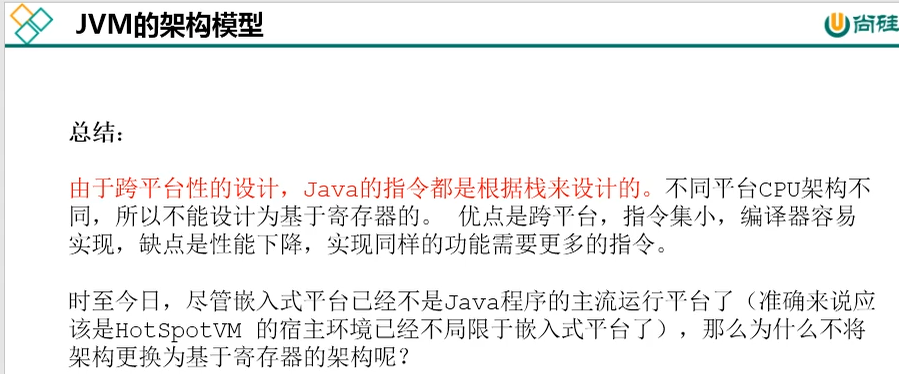 JVM的架构模型
尚硅
总结：
由于跨平台性的设计，Java的指令都是根据栈来设计的。不同平台CPU架构不
同，所以不能设计为基于寄存器的。 优点是跨平台，指令集小，编译器容易
实现，缺点是性能下降，实现同样的功能需要更多的指令。
时至今日，尽管嵌入式平台已经不是Java程序的主流运行平台了（准确来说应
该是HotSpotVM 的宿主环境已经不局限于嵌入式平台了），那么为什么不将
架构更换为基于寄存器的架构呢？